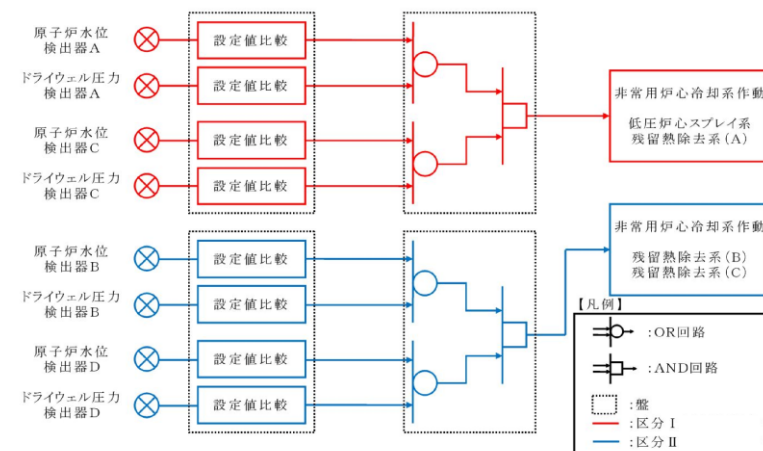 原子炉水位
検出器A
設定値比較
ドライウェル圧力
検出器A
設定値比較
原子炉水位
検出器C
設定値比較
ドライウェル圧力
検出器C
設定値比較
非常用炉心冷却系作動
低圧炉心スプレイ系
残留熱除去系(A)
原子炉水位
検出器B
設定値比較
ドライウェル圧力
検出器B
設定値比較
原子炉水位
検出器D
設定値比較
ドライウェル圧力
検出器D
設定値比較
非常用炉心冷却系作動
残留熱除去系(B)
残留熱除去系(C)
【凡例】
:OR回路
:AND回路
:盤
:区分Ⅰ
:区分Ⅱ